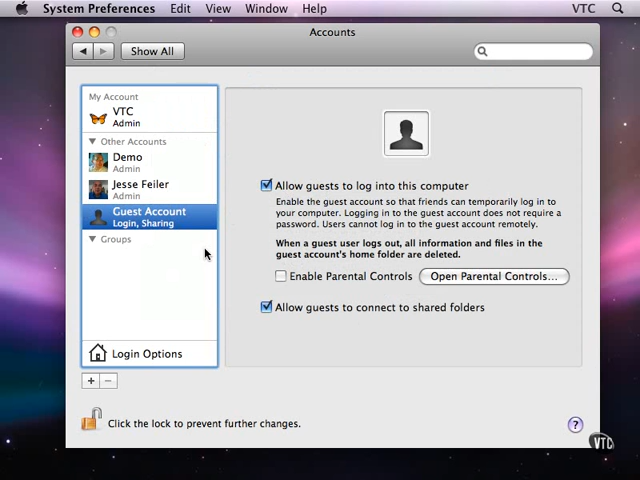 System Preferences Edit View Window Help VTC
Accounts
Show All
My Account
VTC
Admin
Other Accounts
Demo
Admin
Jesse Feiler
Admin
Guest Account
Login, Sharing
Groups
Login Options
Allow guests to log into this computer
Enable the guest account so that friends can temporarily log in to
your computer. Logging in to the guest account does not require a
password. Users cannot log in to the guest account remotely.
When a guest user logs out, all information and files in the
guest account's home folder are deleted.
Enable Parental Controls Open Parental Controls...
Allow guests to connect to shared folders
+ −
Click the lock to prevent further changes.
?
VTC